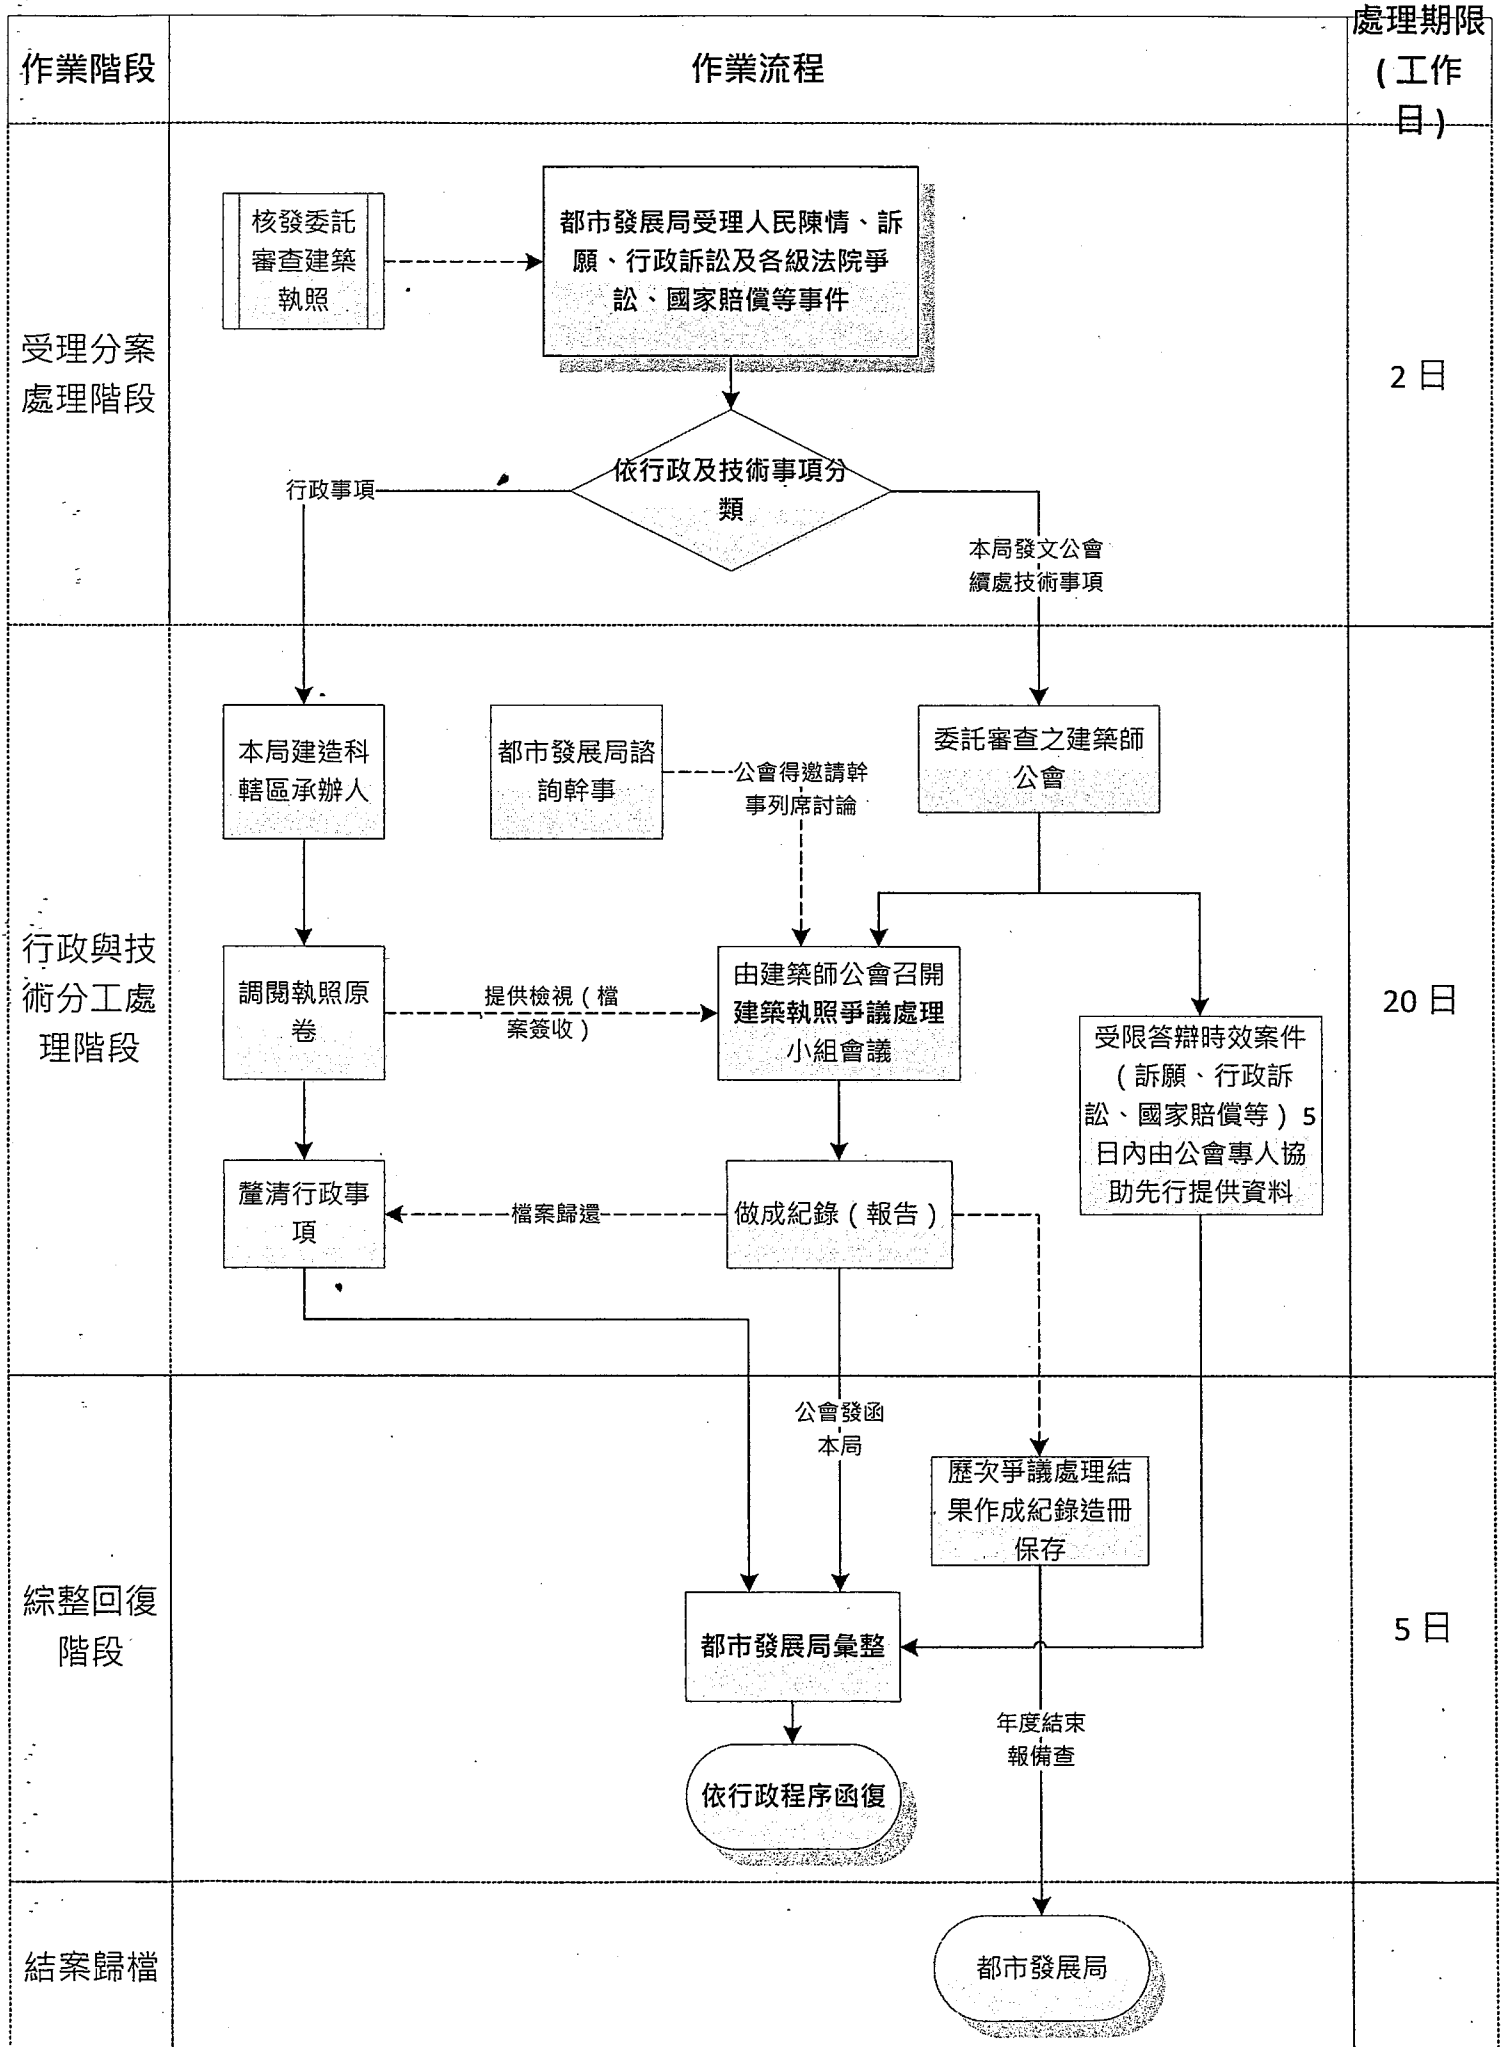 作業階段
作業流程
處理期限
(工作
日)
受理分案
處理階段
核發委託
審查建築
執照
都市發展局受理人民陳情、訴
願、行政訴訟及各級法院爭
訟、國家賠償等事件
2 日
依行政及技術事項分
類
行政事項
本局發文公會
續處技術事項
行政與技
術分工處
理階段
本局建造科
轄區承辦人
都市發展局諮
詢幹事
公會得邀請幹
事列席討論
委託審查之建築師
公會
20 日
調閱執照原
卷
提供檢視(檔
案簽收)
由建築師公會召開
建築執照爭議處理
小組會議
受限答辯時效案件
(訴願、行政訴
訟、國家賠償等) 5
日內由公會專人協
助先行提供資料
釐清行政事
項
檔案歸還
做成紀錄(報告)
綜整回復
階段
公會發函
本局
歷次爭議處理結
果作成紀錄造冊
保存
5 日
都市發展局彙整
年度結束
報備查
依行政程序函復
結案歸檔
都市發展局